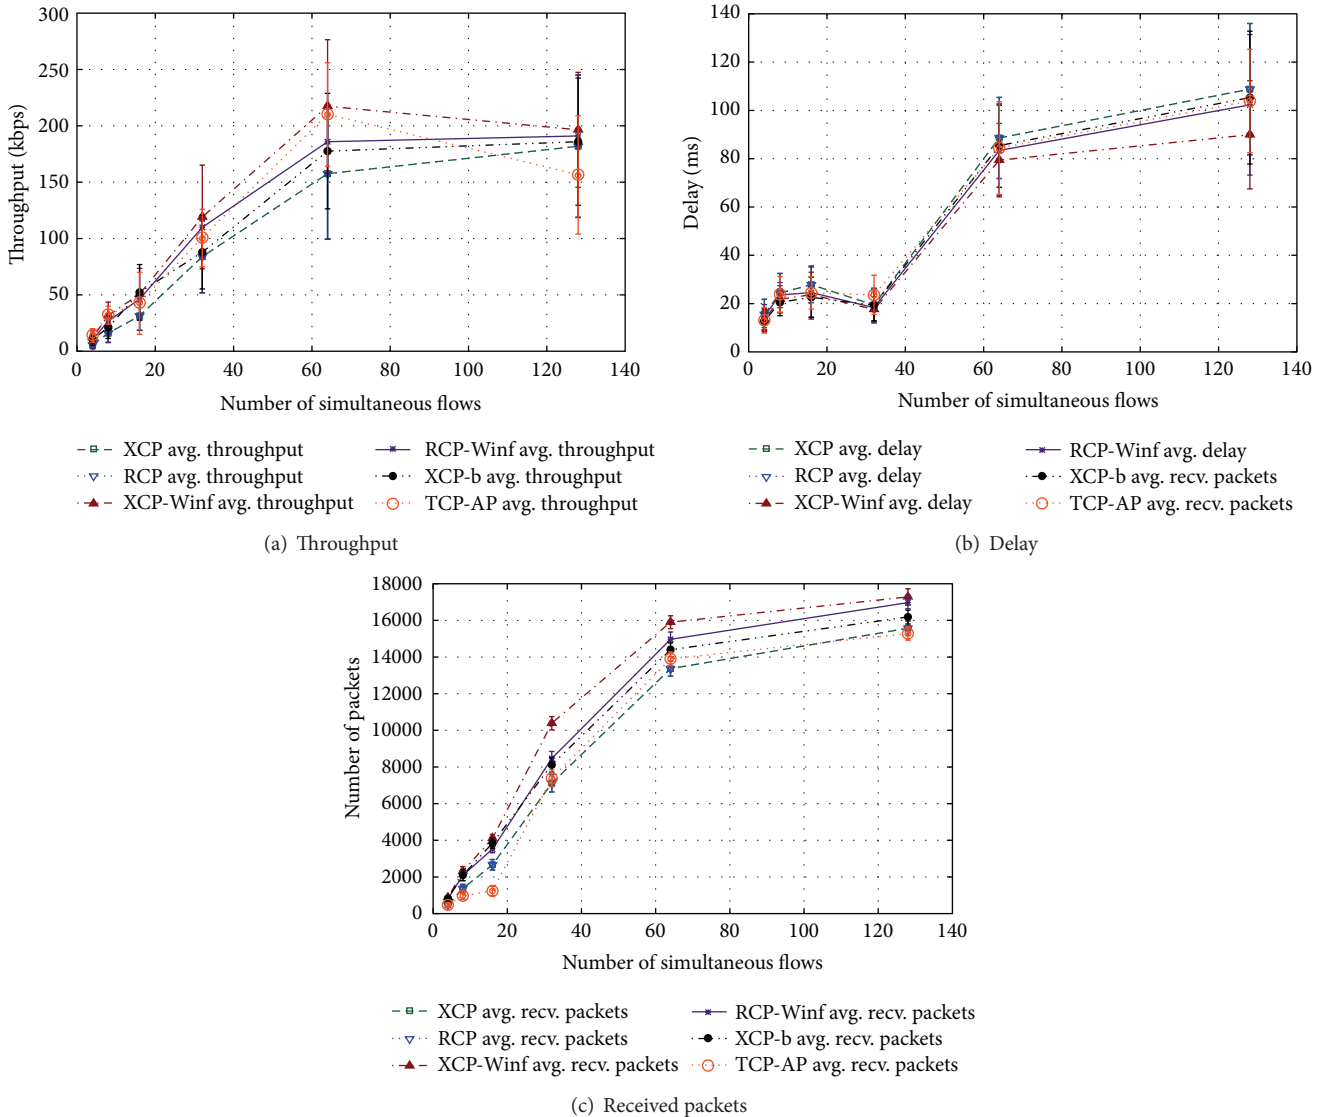 300
250
200
150
100
50
0
Throughput (kbps)
0 20 40 60 80 100 120 140
Number of simultaneous flows
XCP avg. throughput
RCP avg. throughput
XCP-Winf avg. throughput
RCP-Winf avg. throughput
XCP-b avg. throughput
TCP-AP avg. throughput
(a) Throughput
140
120
100
80
60
40
20
0
Delay (ms)
0 20 40 60 80 100 120 140
Number of simultaneous flows
XCP avg. delay
RCP avg. delay
XCP-Winf avg. delay
RCP-Winf avg. delay
XCP-b avg. recv. packets
TCP-AP avg. recv. packets
(b) Delay
18000
16000
14000
12000
10000
8000
6000
4000
2000
0
Number of packets
0 20 40 60 80 100 120 140
Number of simultaneous flows
XCP avg. recv. packets
RCP avg. recv. packets
XCP-Winf avg. recv. packets
RCP-Winf avg. recv. packets
XCP-b avg. recv. packets
TCP-AP avg. recv. packets
(c) Received packets